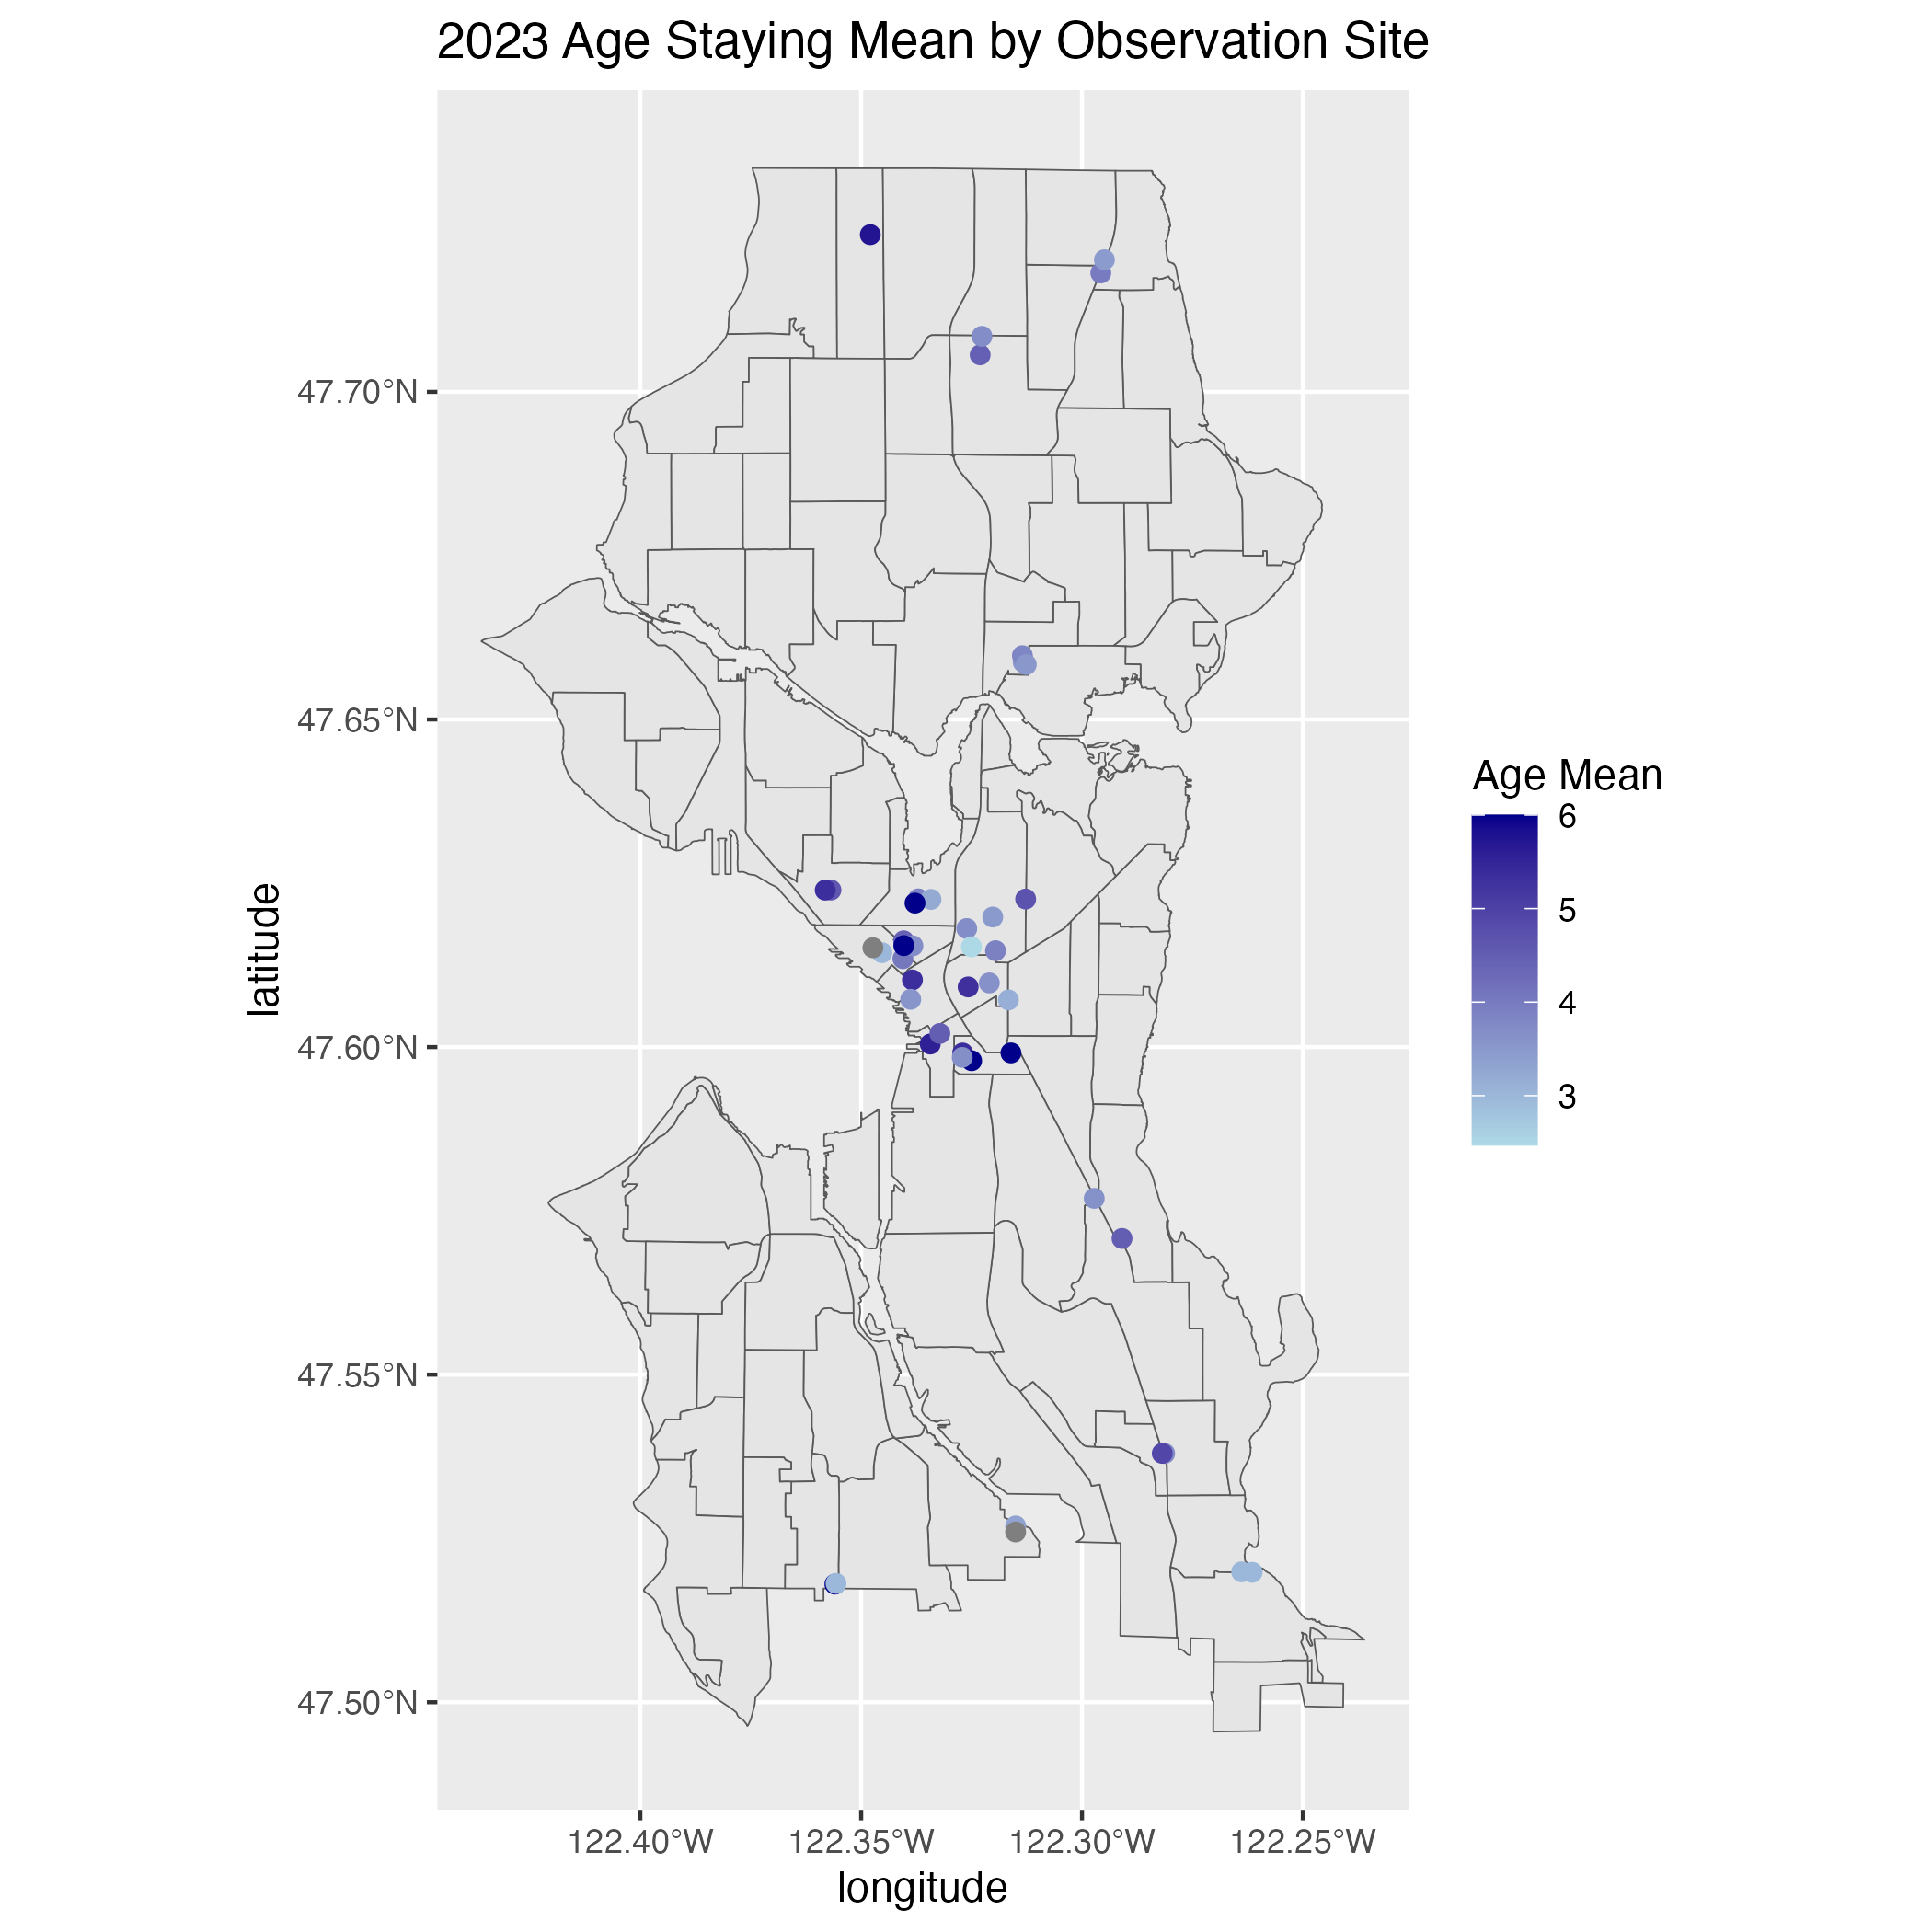 2023 Age Staying Mean by Observation Site
47.70°N
47.65°N
47.60°N
47.55°N
47.50°N
latitude
122.40°W
122.35°W
122.30°W
122.25°W
longitude
Age Mean
6
5
4
3